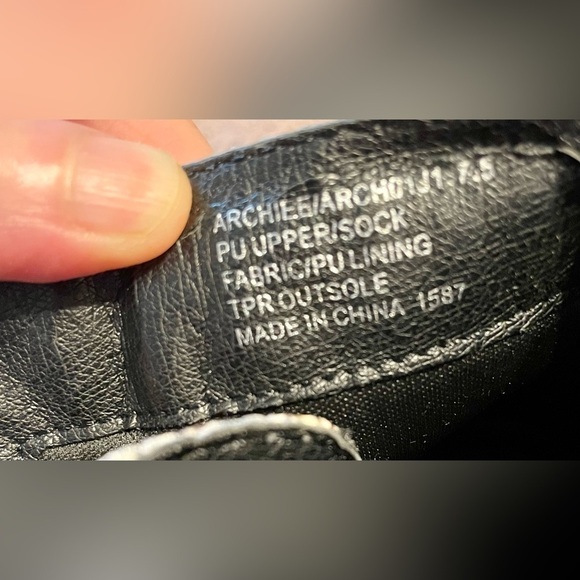 ARCHIEE/ARCH01J1-7.5
PU UPPER/SOCK
FABRIC/PU LINING
TPR OUTSOLE
MADE IN CHINA 1587